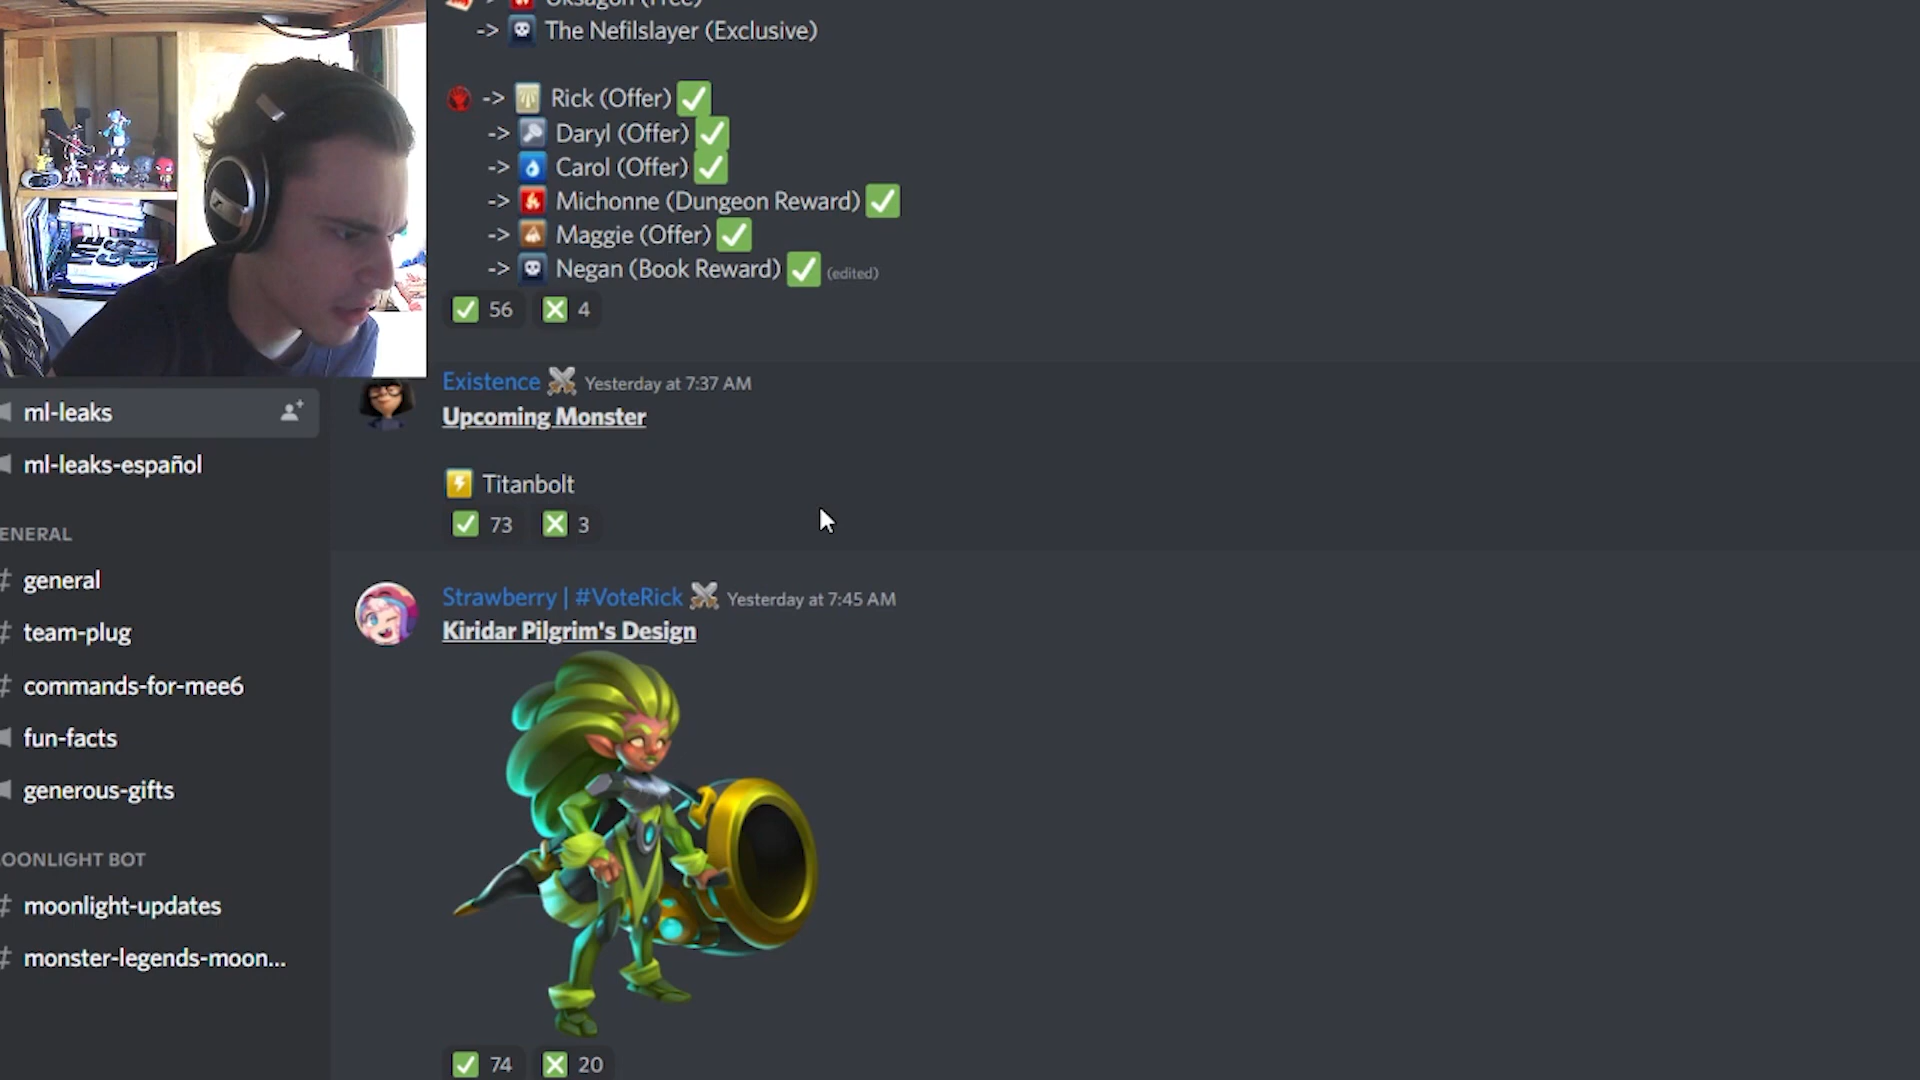 Oksagon (Free)
-> The Nefilslayer (Exclusive)
-> Rick (Offer)
-> Daryl (Offer)
-> Carol (Offer)
-> Michonne (Dungeon Reward)
-> Maggie (Offer)
-> Negan (Book Reward) (edited)
56 4
Existence Yesterday at 7:37 AM
Upcoming Monster
Titanbolt
73 3
Strawberry | #VoteRick Yesterday at 7:45 AM
Kiridar Pilgrim's Design
74 20
ml-leaks
ml-leaks-español
ENERAL
# general
# team-plug
# commands-for-mee6
fun-facts
generous-gifts
OONLIGHT BOT
# moonlight-updates
# monster-legends-moon...